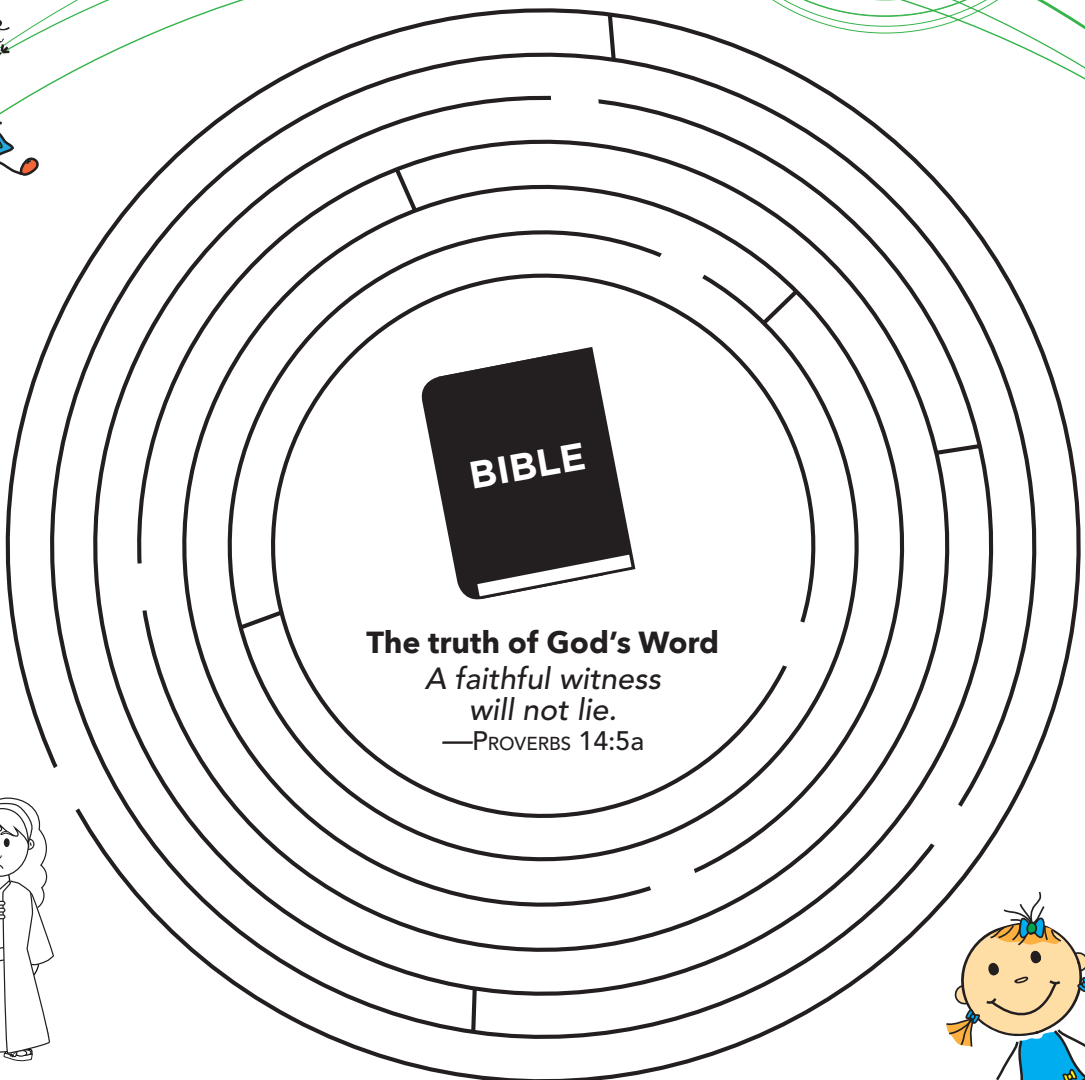 BIBLE
The truth of God’s Word
A faithful witness
will not lie.
—Proverbs 14:5a